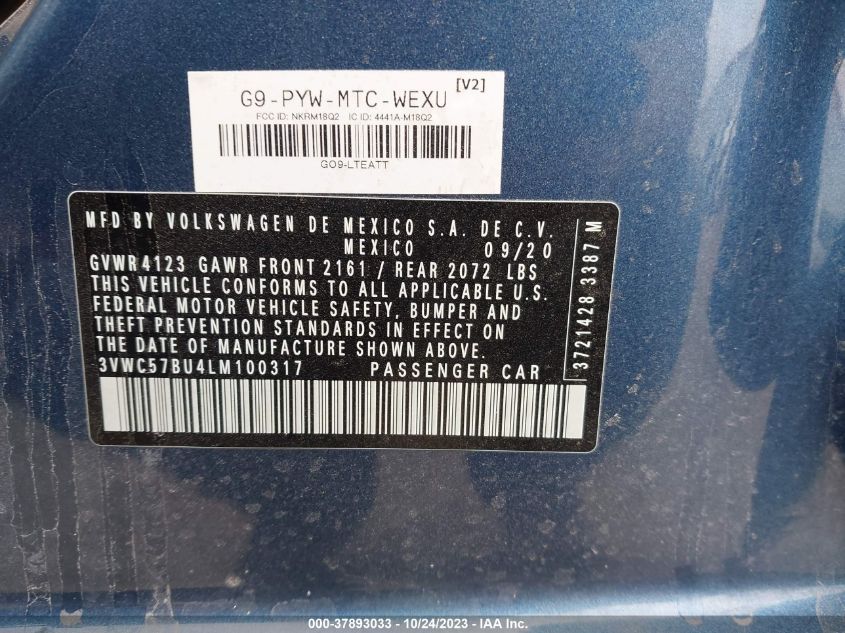 G9-PYW-MTC-WEXU [V2]
FCC ID: NKRM18Q2 IC ID: 4441A-M18Q2
GO9-LTEATT
MFD BY VOLKSWAGEN DE MEXICO S.A. DE C.V.
MEXICO 09/20
GVWR 4123 GAWR FRONT 2161 / REAR 2072 LBS
THIS VEHICLE CONFORMS TO ALL APPLICABLE U.S.
FEDERAL MOTOR VEHICLE SAFETY, BUMPER AND
THEFT PREVENTION STANDARDS IN EFFECT ON
THE DATE OF MANUFACTURE SHOWN ABOVE.
3VWC57BU4LM100317 PASSENGER CAR
3721428 3387 M
000-37893033 - 10/24/2023 - IAA Inc.